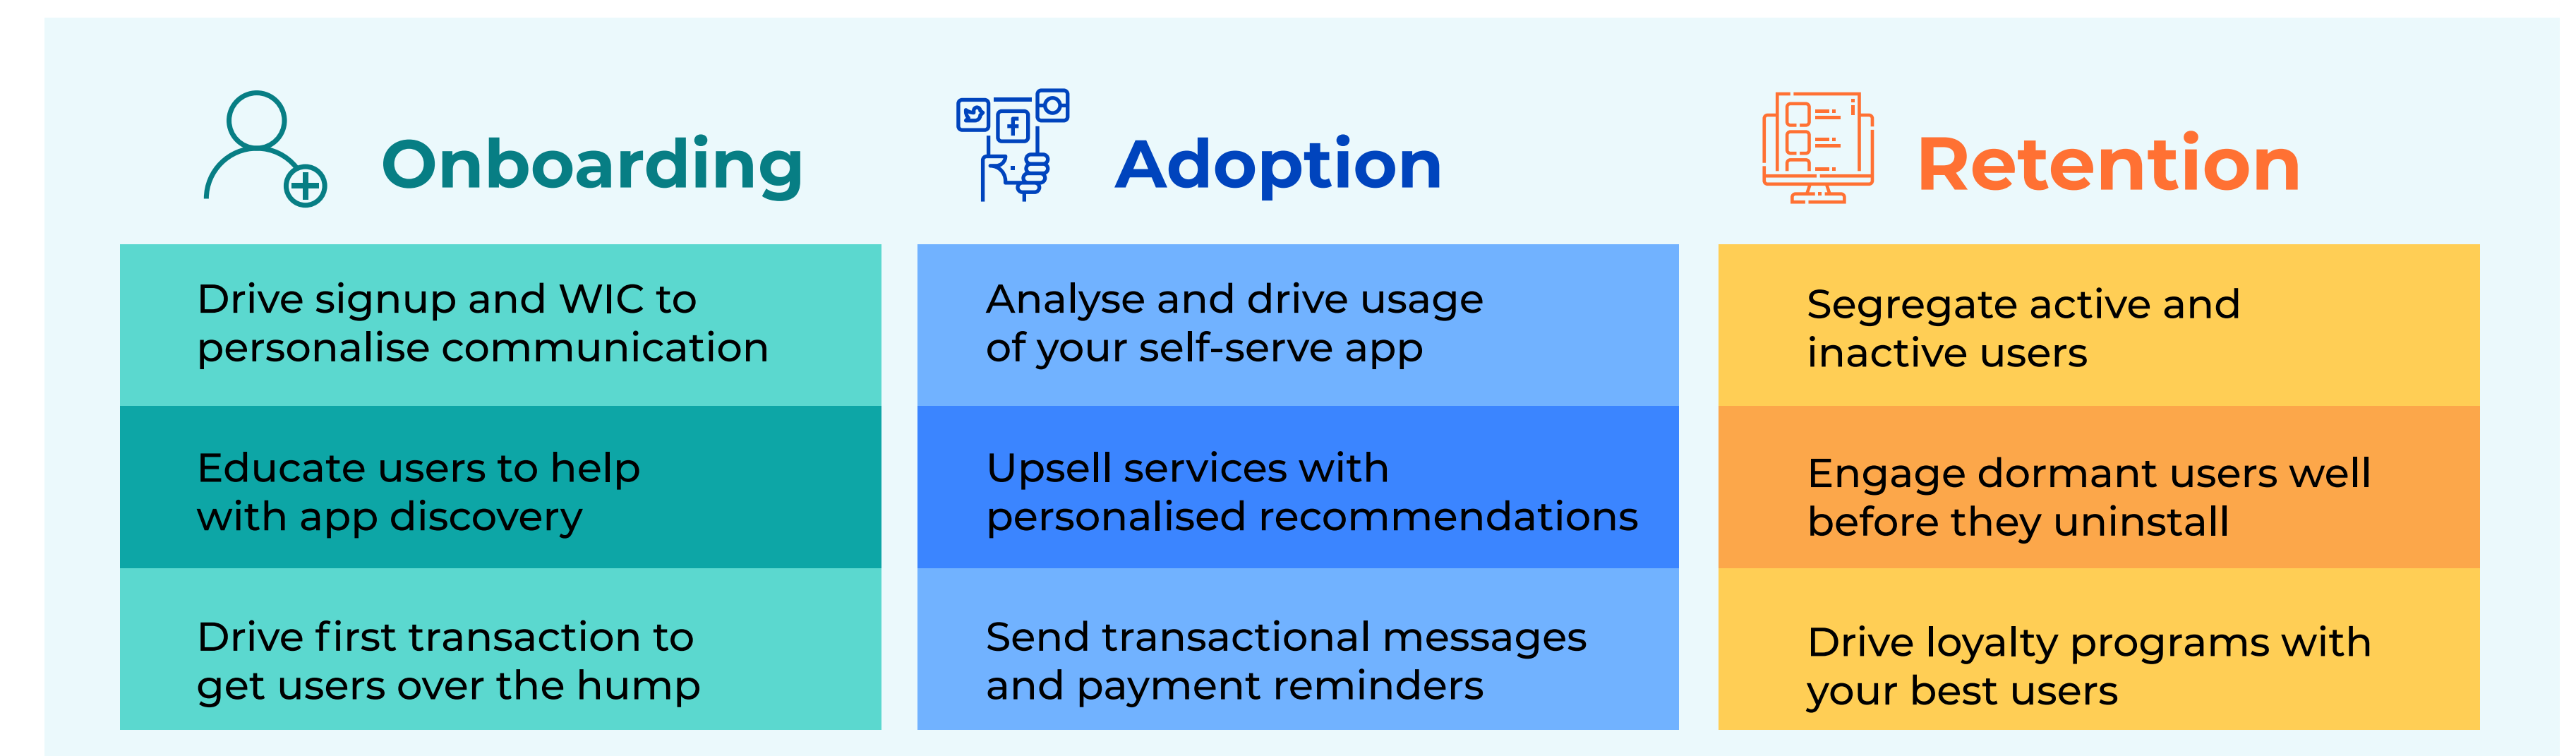 Onboarding
Drive signup and WIC to
personalise communication
Educate users to help
with app discovery
Drive first transaction to
get users over the hump
Adoption
Analyse and drive usage
of your self-serve app
Upsell services with
personalised recommendations
Send transactional messages
and payment reminders
Retention
Segregate active and
inactive users
Engage dormant users well
before they uninstall
Drive loyalty programs with
your best users